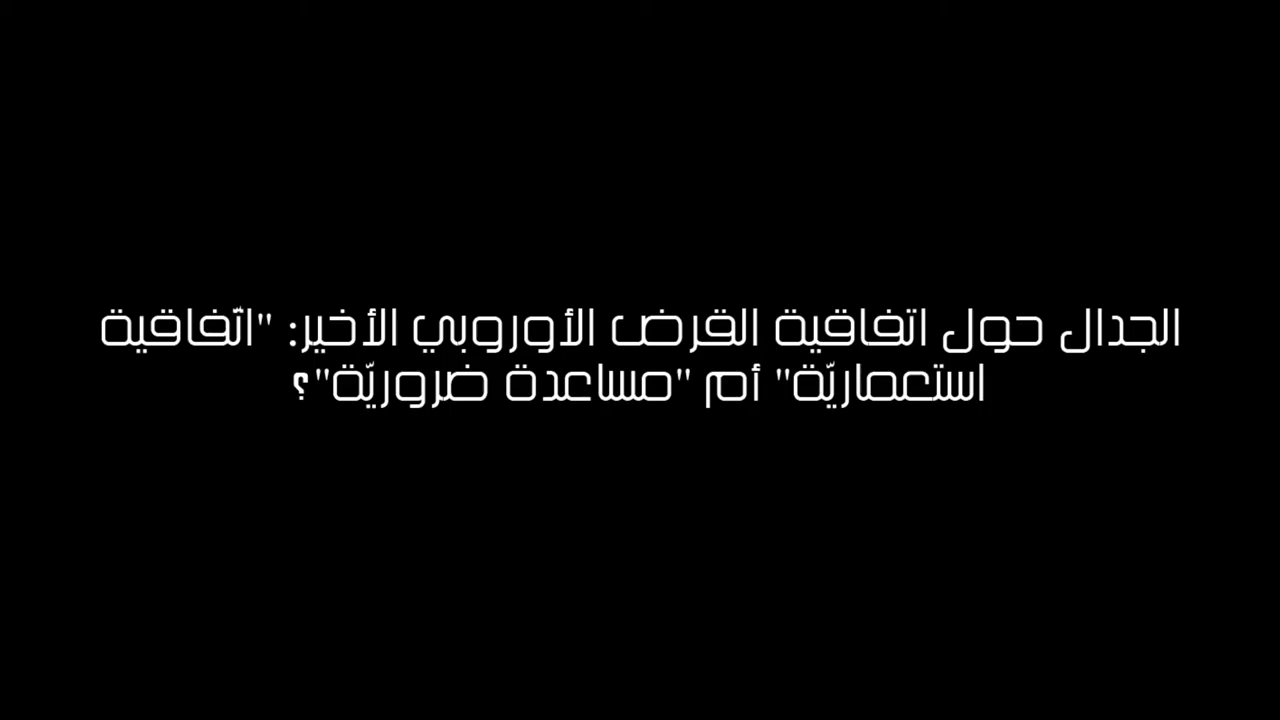 الجدال حول اتفاقية القرض الأوروبي الأخير: "اتّفاقية
استعماريّة" أم "مساعدة ضروريّة"؟